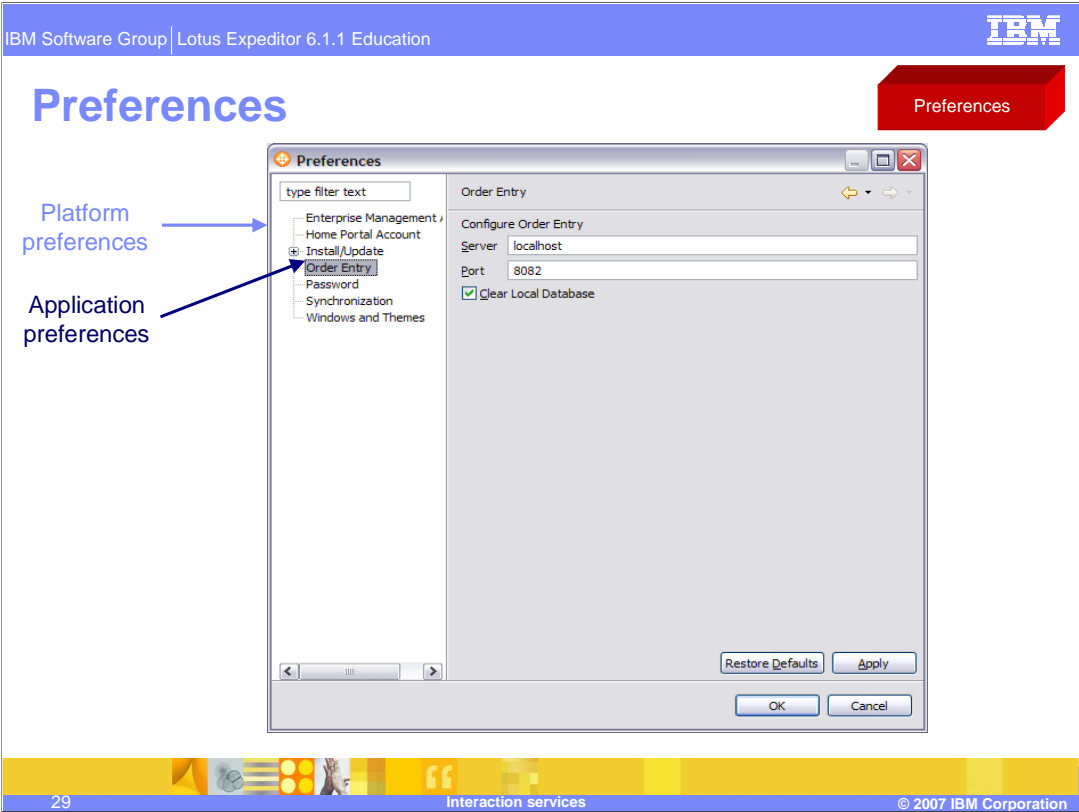 IBM Software Group | Lotus Expeditor 6.1.1 Education
IBM
Preferences
Preferences
Platform
preferences
Application
preferences
Preferences
type filter text
Enterprise Management
Home Portal Account
Install/Update
Order Entry
Password
Synchronization
Windows and Themes
Order Entry
Configure Order Entry
Server localhost
Port 8082
Clear Local Database
Restore Defaults Apply
OK Cancel
29 Interaction services © 2007 IBM Corporation